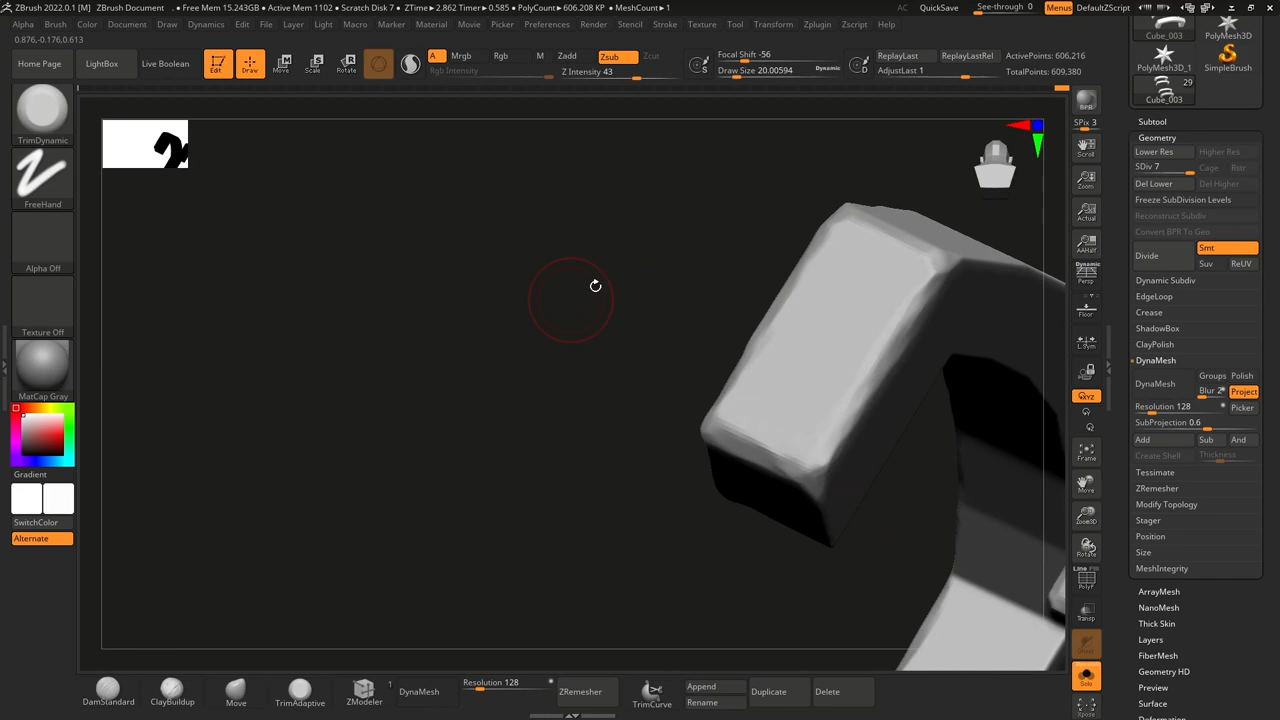 ZBrush 2022.0.1 [M] ZBrush Document . • Free Mem 15.243GB • Active Mem 1102 • Scratch Disk 7 • ZTime▸2.862 Timer▸0.585 • PolyCount▸606.208 KP • MeshCount▸1 AC QuickSave See-through 0 Menus DefaultZScript
Alpha Brush Color Document Draw Dynamics Edit File Layer Light Macro Marker Material Movie Picker Preferences Render Stencil Stroke Texture Tool Transform Zplugin Zscript Help
0.876,-0.176,0.613
Home Page LightBox Live Boolean Edit Draw Move Scale Rotate
A Mrgb Rgb M Zadd Zsub Zcut
Rgb Intensity Z Intensity 43
Focal Shift -56
Draw Size 20.00594 Dynamic
S D
ReplayLast ReplayLastRel
AdjustLast 1
ActivePoints: 606,216
TotalPoints: 609,380
TrimDynamic
FreeHand
Alpha Off
Texture Off
MatCap Gray
Gradient
SwitchColor
Alternate
BPR
SPix 3
Scroll
Zoom
Actual
AAHalf
Dynamic
Persp
Floor
L.Sym
XYZ
Frame
Move
Zoom3D
Rotate
Line Fill
PolyF
Transp
Ghost
Dynamic
Solo
Xpose
Cube_003 PolyMesh3D
PolyMesh3D_1 SimpleBrush
29
Cube_003
Subtool
Geometry
Lower Res Higher Res
SDiv 7 Cage Rstr
Del Lower Del Higher
Freeze SubDivision Levels
Reconstruct Subdiv
Convert BPR To Geo
Divide Smt
Suv ReUV
Dynamic Subdiv
EdgeLoop
Crease
ShadowBox
ClayPolish
DynaMesh
DynaMesh Groups Polish
Blur 2 Project
Resolution 128 Picker
SubProjection 0.6
Add Sub And
Create Shell Thickness
Tessimate
ZRemesher
Modify Topology
Stager
Position
Size
MeshIntegrity
ArrayMesh
NanoMesh
Thick Skin
Layers
FiberMesh
Geometry HD
Preview
Surface
Deformation
DamStandard ClayBuildup Move TrimAdaptive ZModeler 1 DynaMesh Resolution 128 ZRemesher TrimCurve Append Rename Duplicate Delete